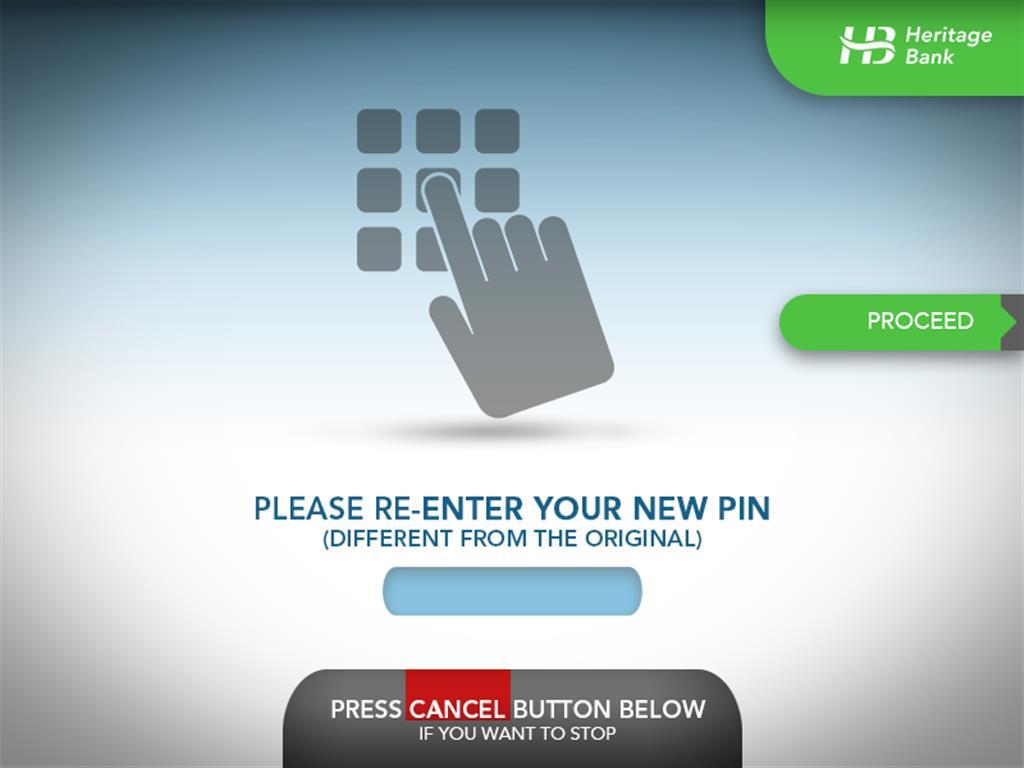 Heritage
Bank
PROCEED
PLEASE RE-ENTER YOUR NEW PIN
(DIFFERENT FROM THE ORIGINAL)
PRESS CANCEL BUTTON BELOW
IF YOU WANT TO STOP